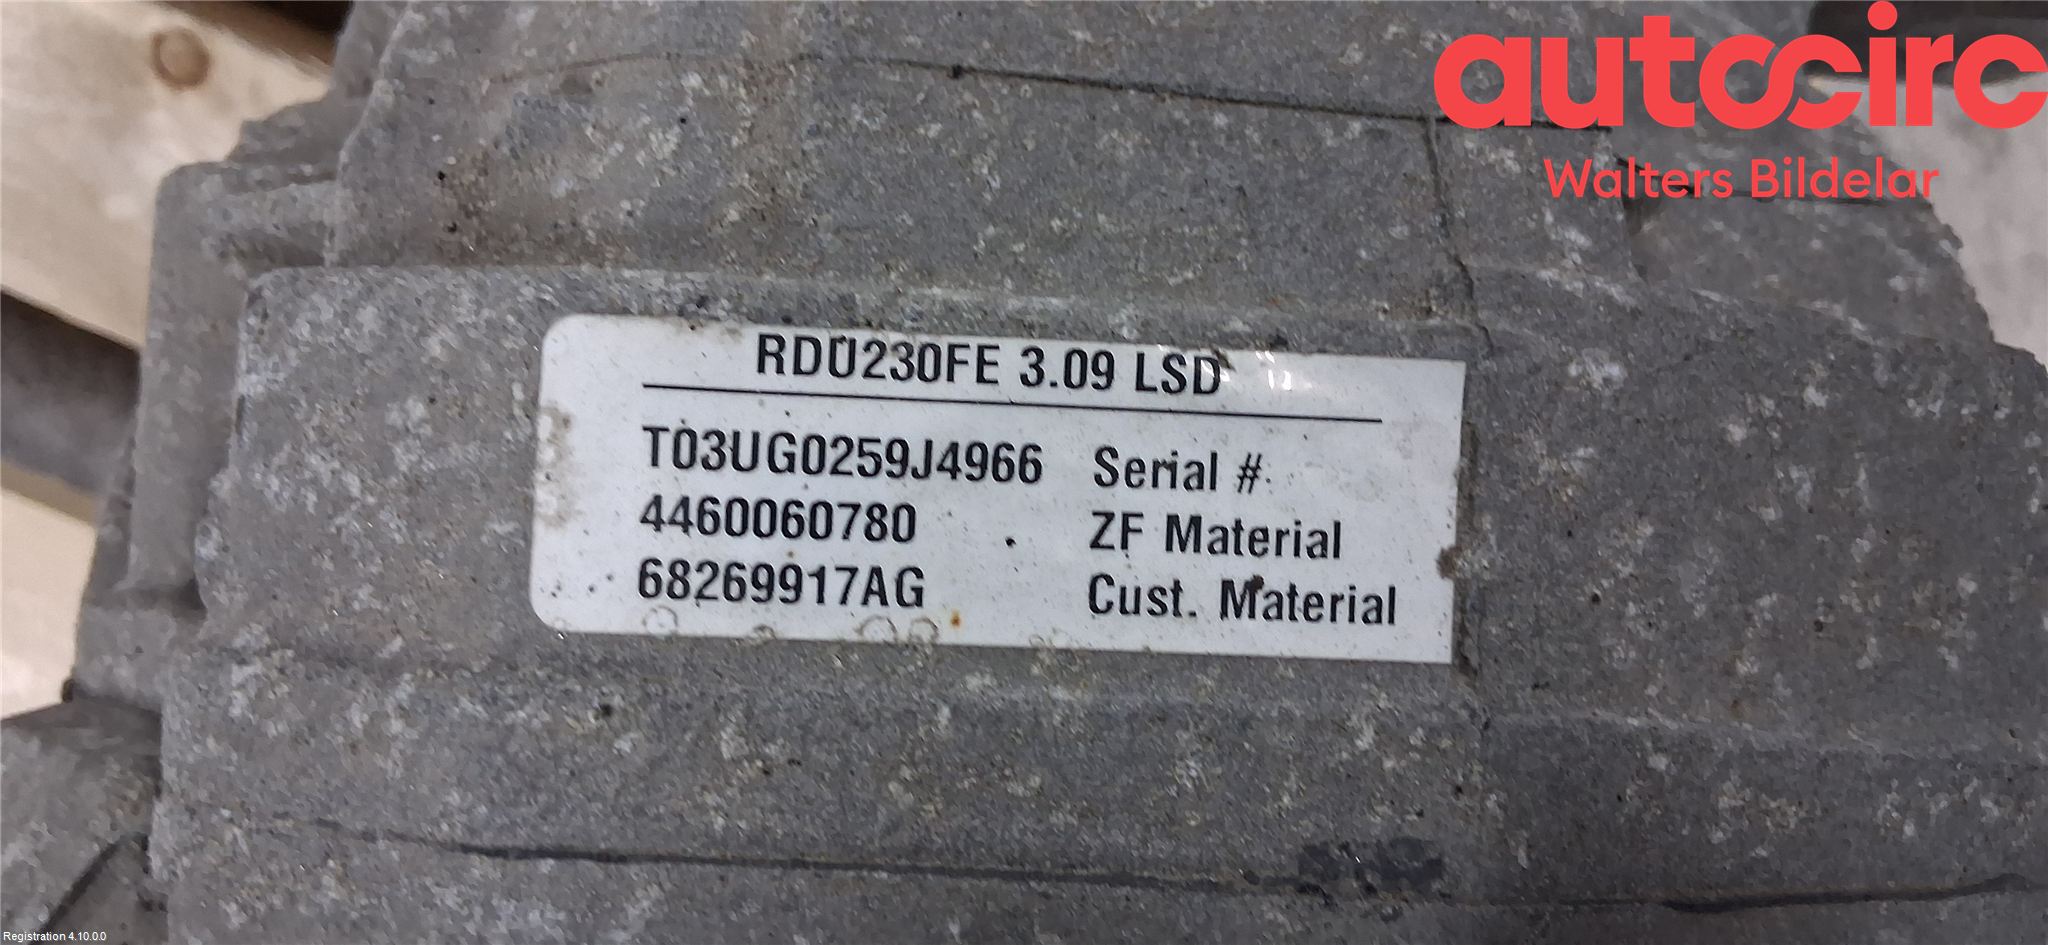 autocirc
Walters Bildelar
RDU230FE 3.09 LSD
T03UG0259J4966 Serial #
4460060780 ZF Material
68269917AG Cust. Material
Registration 4.10.0.0